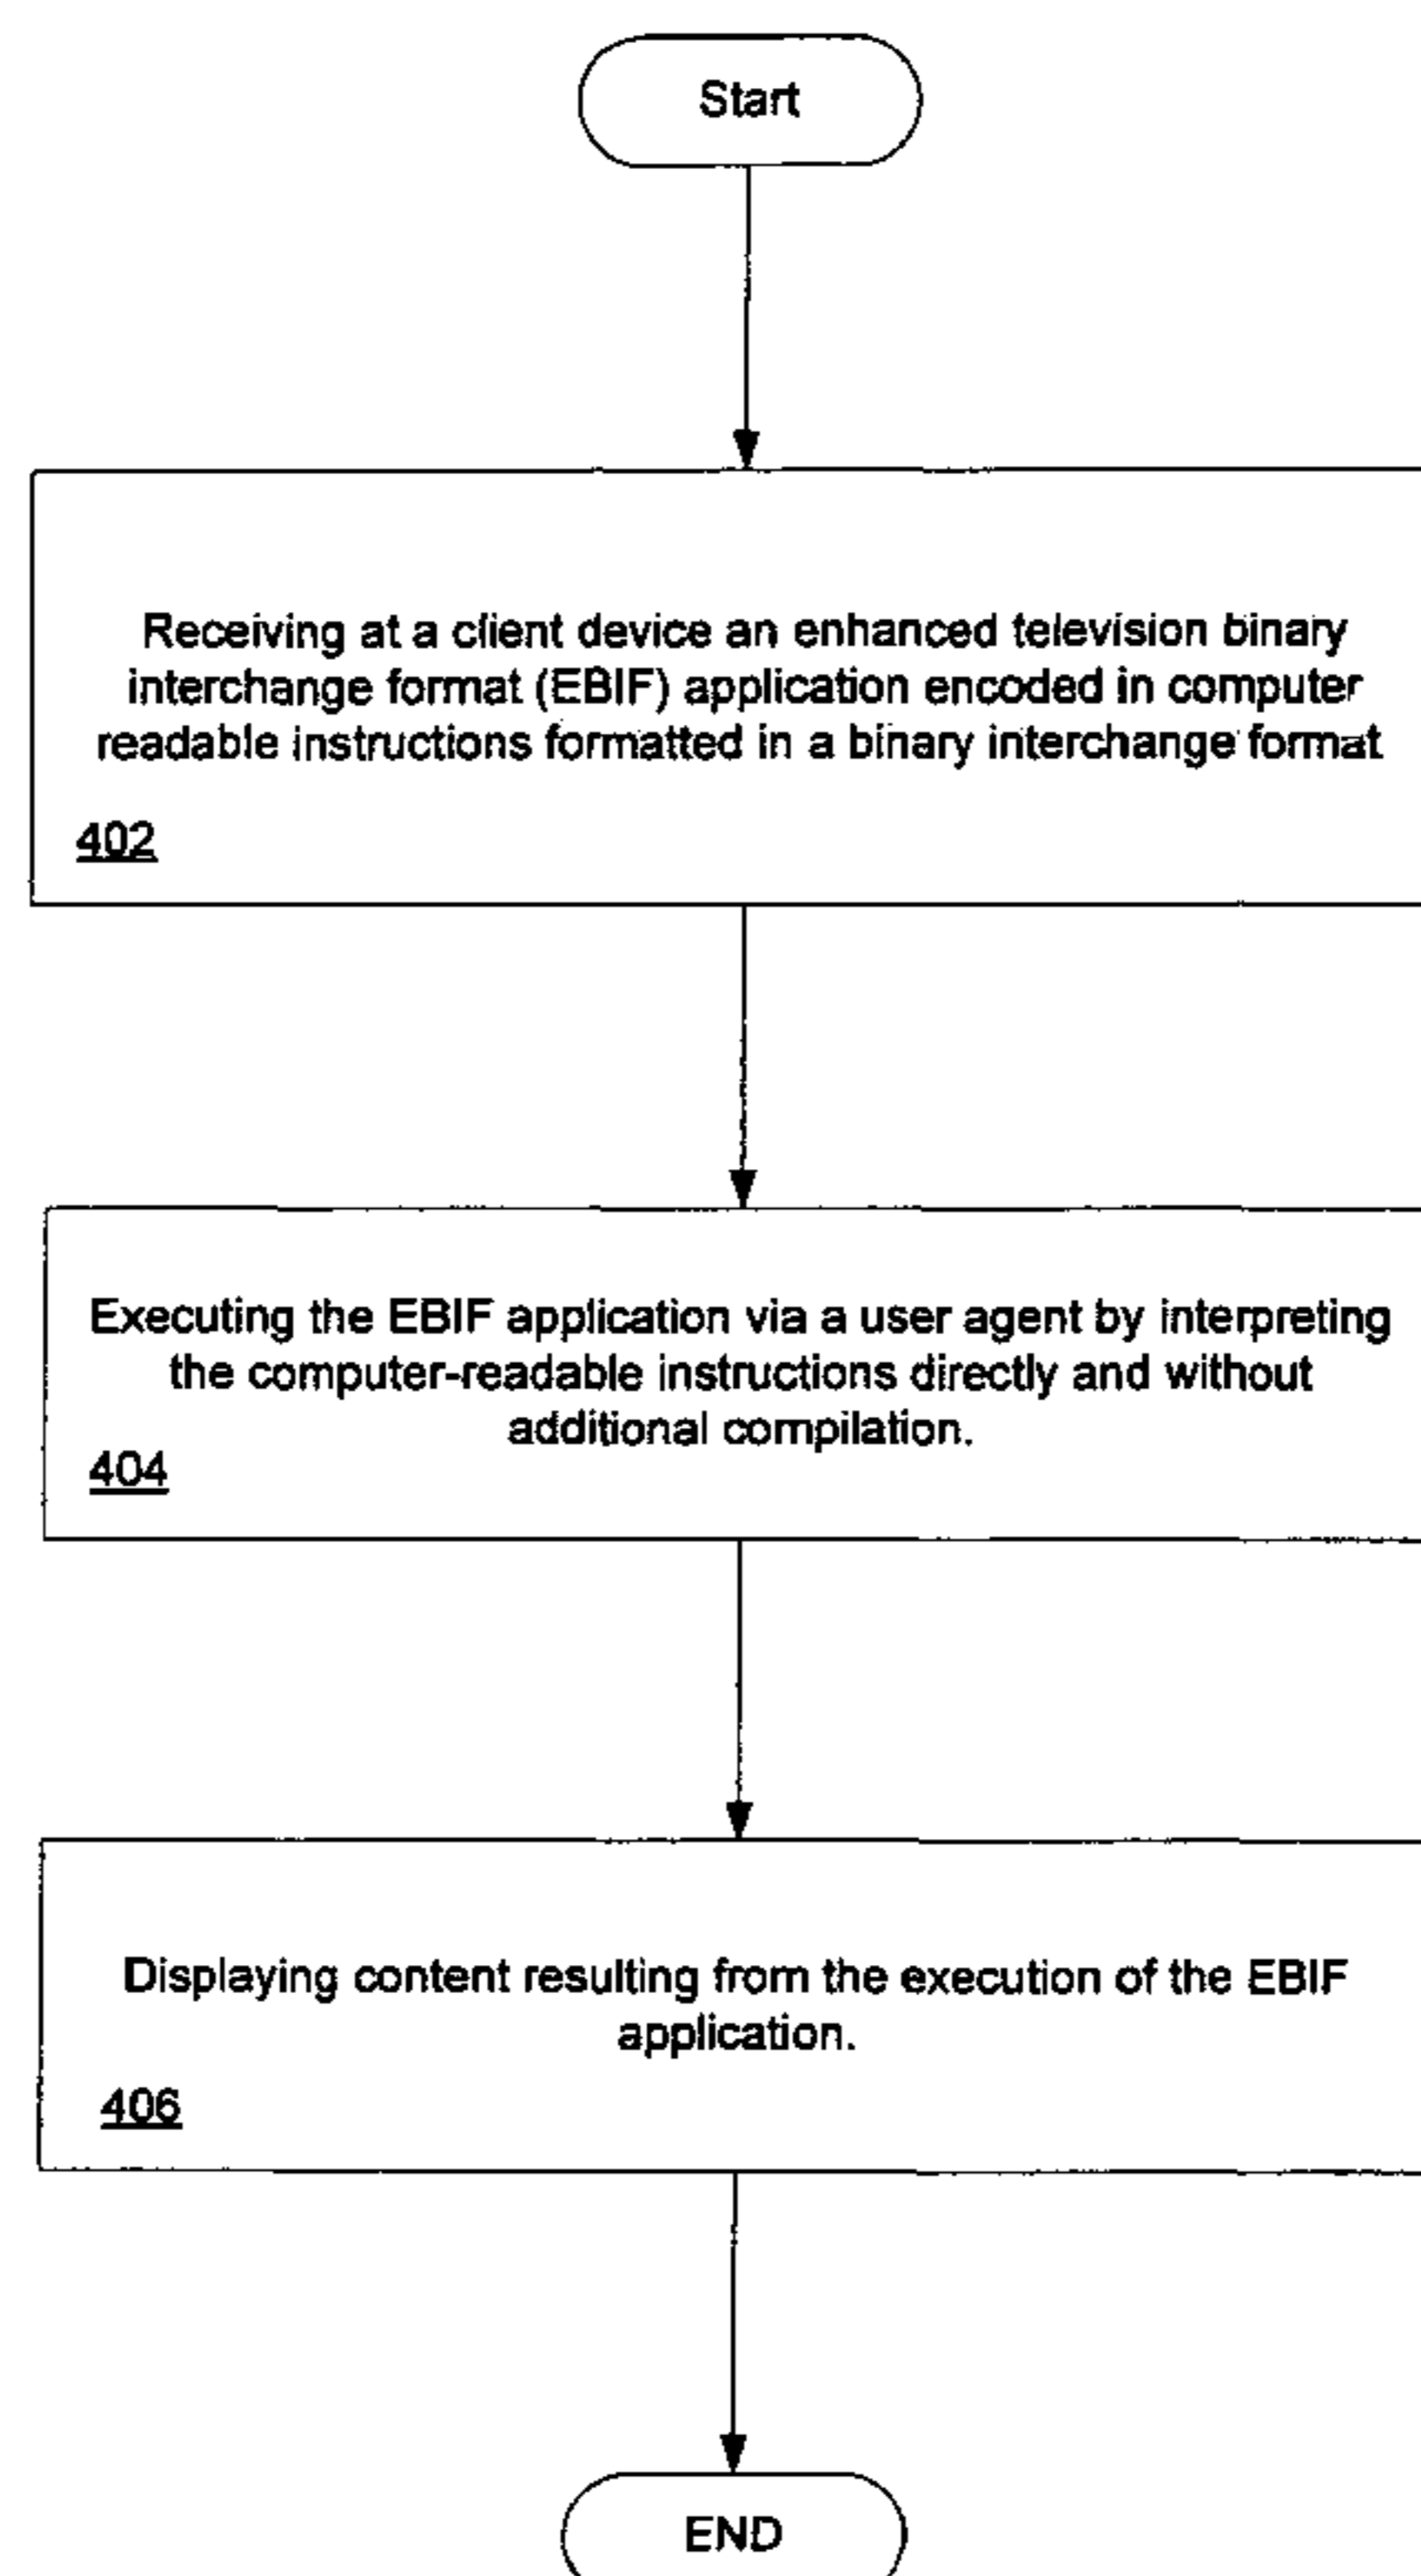 Start
Receiving at a client device an enhanced television binary
interchange format (EBIF) application encoded in computer
readable instructions formatted in a binary interchange format
402
Executing the EBIF application via a user agent by interpreting
the computer-readable instructions directly and without
additional compilation.
404
Displaying content resulting from the execution of the EBIF
application.
406
END